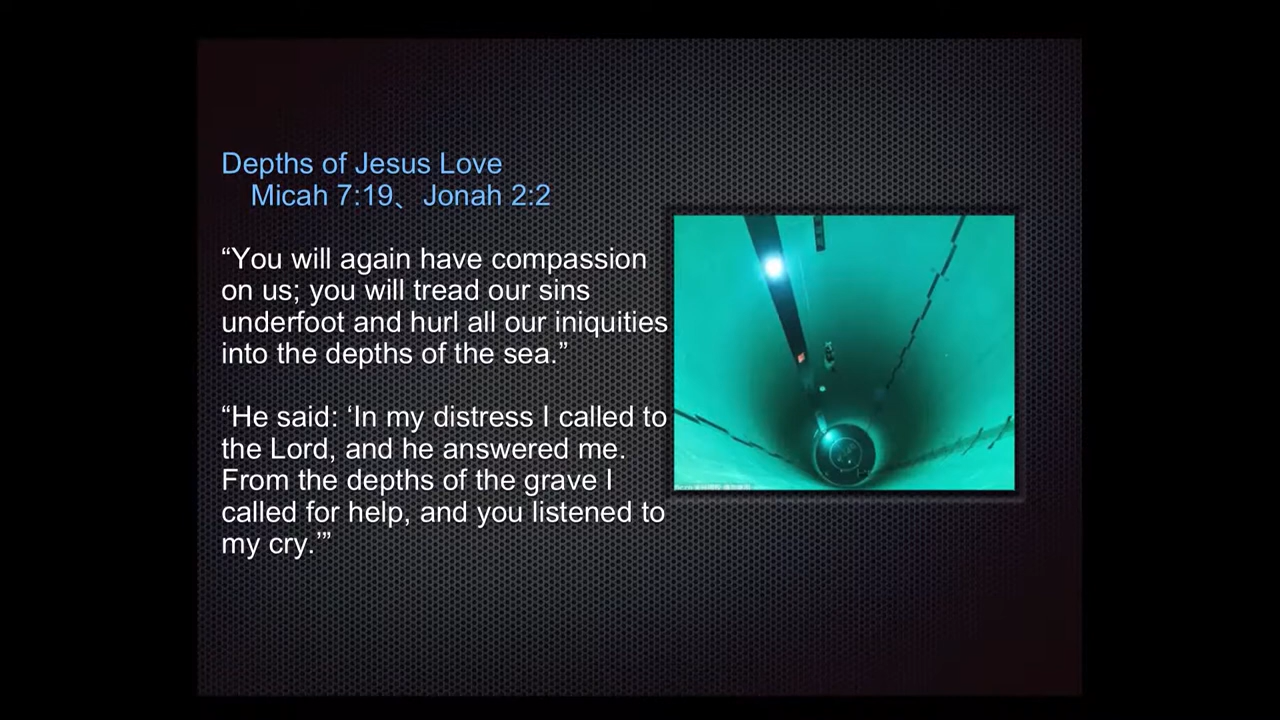 Depths of Jesus Love
Micah 7:19、Jonah 2:2
“You will again have compassion
on us; you will tread our sins
underfoot and hurl all our iniquities
into the depths of the sea.”
“He said: ‘In my distress I called to
the Lord, and he answered me.
From the depths of the grave I
called for help, and you listened to
my cry.’”